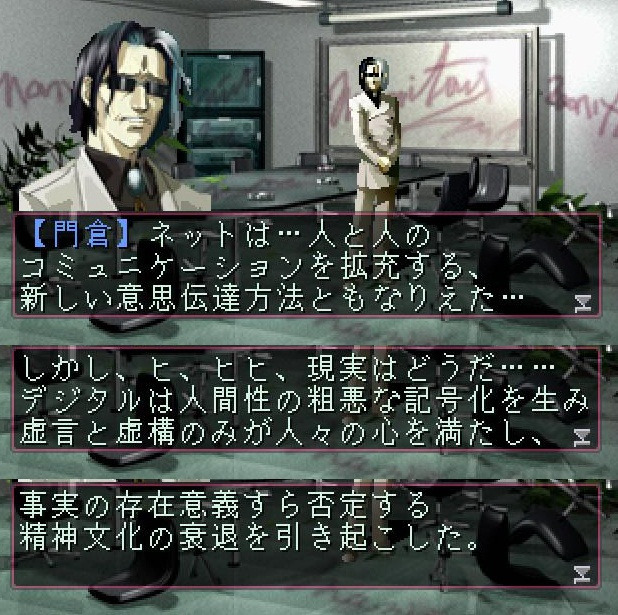 【門倉】ネットは…人と人の
コミュニケーションを拡充する、
新しい意思伝達方法ともなりえた…
しかし、ヒ、ヒヒ、現実はどうだ……
デジタルは人間性の粗悪な記号化を生み
虚言と虚構のみが人々の心を満たし、
事実の存在意義すら否定する
精神文化の衰退を引き起こした。